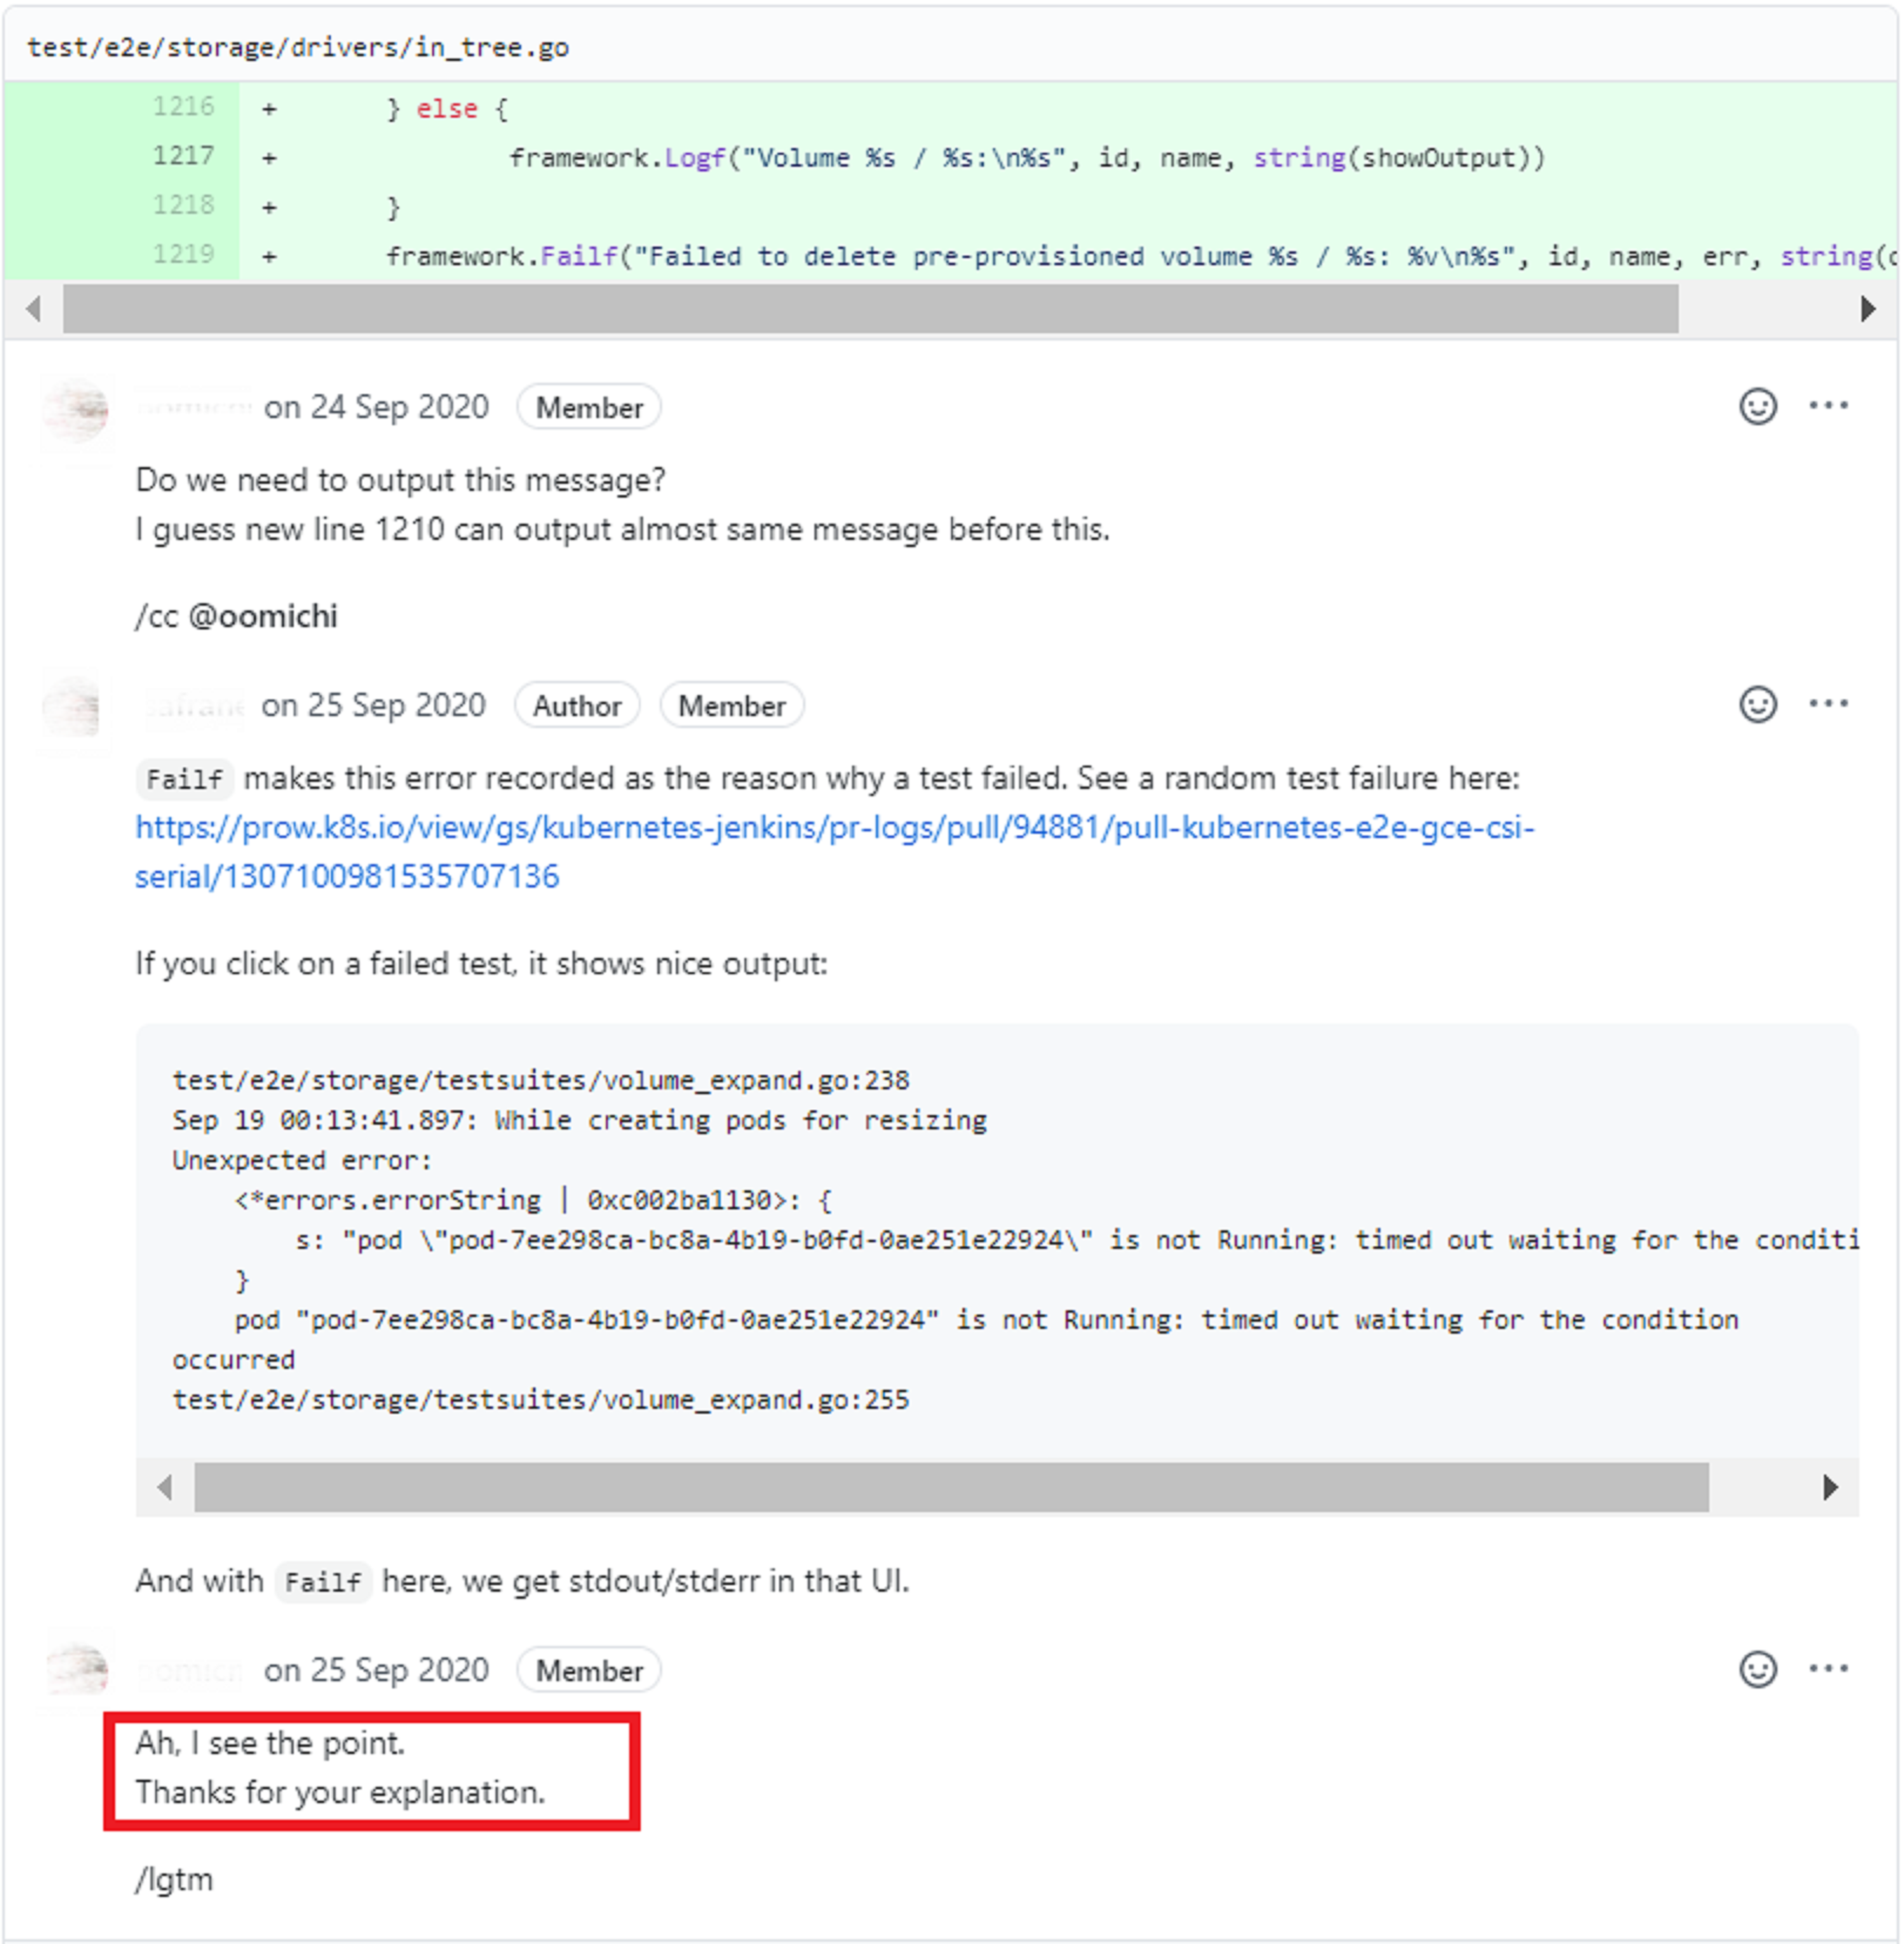 test/e2e/storage/drivers/in_tree.go
1216 + } else {
1217 + framework.Logf("Volume %s / %s:\n%s", id, name, string(showOutput))
1218 + }
1219 + framework.Failf("Failed to delete pre-provisioned volume %s / %s: %v\n%s", id, name, err, string(
on 24 Sep 2020 Member
Do we need to output this message?
I guess new line 1210 can output almost same message before this.
/cc @oomichi
on 25 Sep 2020 Author Member
Failf makes this error recorded as the reason why a test failed. See a random test failure here:
https://prow.k8s.io/view/gs/kubernetes-jenkins/pr-logs/pull/94881/pull-kubernetes-e2e-gce-csi-
serial/1307100981535707136
If you click on a failed test, it shows nice output:
test/e2e/storage/testsuites/volume_expand.go:238
Sep 19 00:13:41.897: While creating pods for resizing
Unexpected error:
<*errors.errorString | 0xc002ba1130>: {
s: "pod \"pod-7ee298ca-bc8a-4b19-b0fd-0ae251e22924\" is not Running: timed out waiting for the conditi
}
pod "pod-7ee298ca-bc8a-4b19-b0fd-0ae251e22924" is not Running: timed out waiting for the condition
occurred
test/e2e/storage/testsuites/volume_expand.go:255
And with Failf here, we get stdout/stderr in that UI.
on 25 Sep 2020 Member
Ah, I see the point.
Thanks for your explanation.
/lgtm